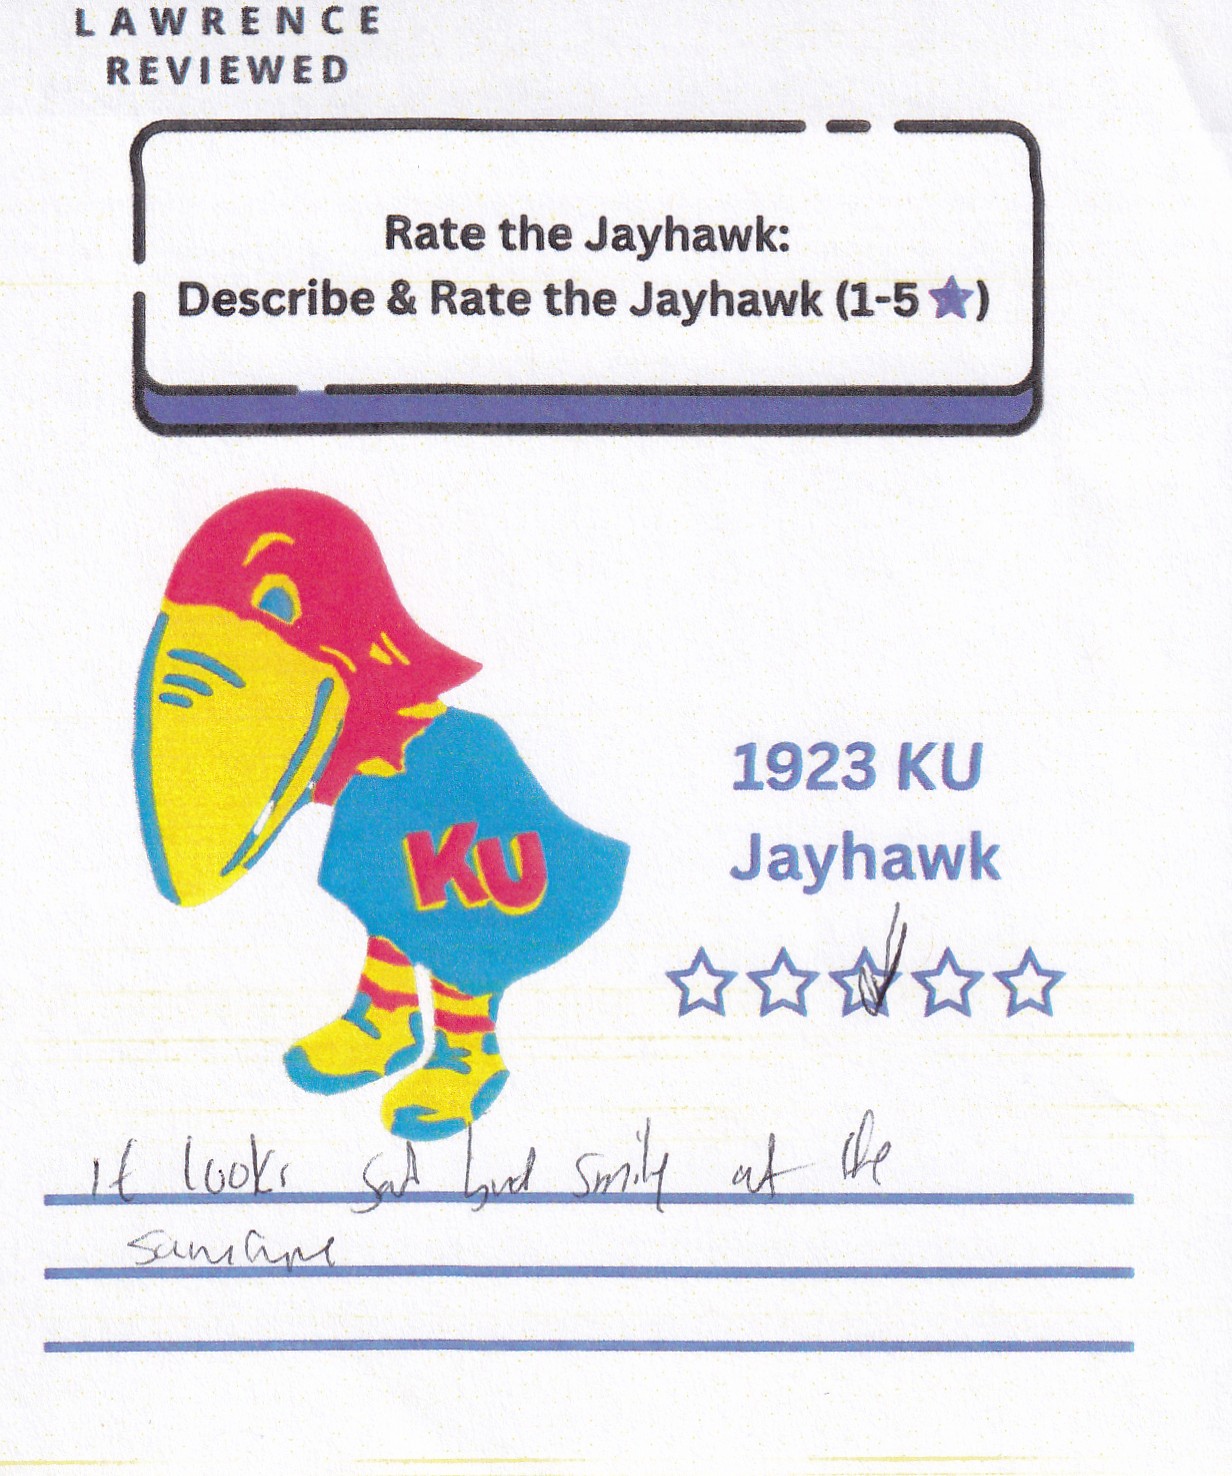 LAWRENCE
REVIEWED
Rate the Jayhawk:
Describe & Rate the Jayhawk (1-5 ★)
KU
1923 KU
Jayhawk
it looks sad smily at the
same time